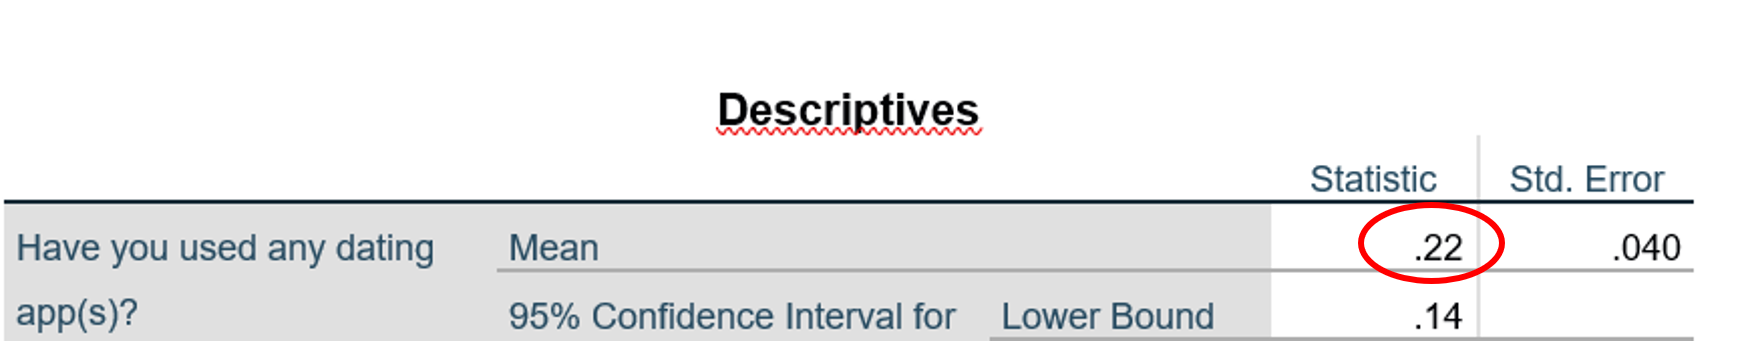 Descriptives
Statistic Std. Error
Have you used any dating Mean .22 .040
app(s)? 95% Confidence Interval for Lower Bound .14